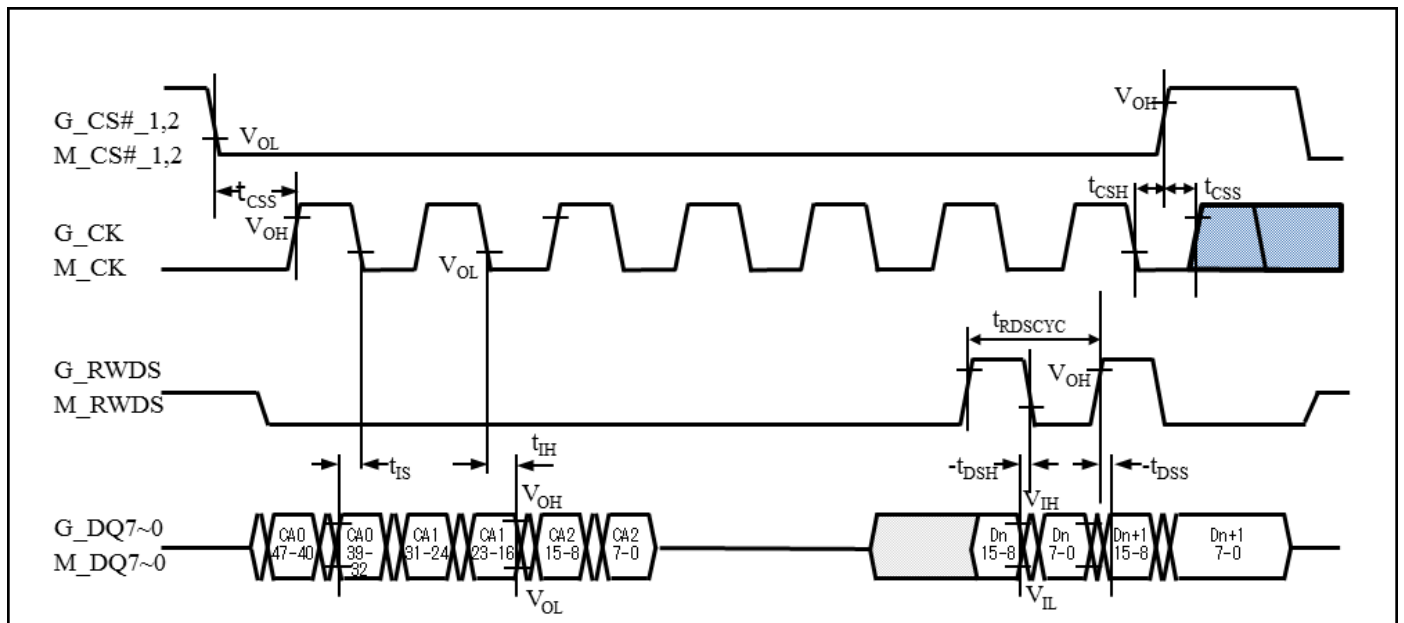 G_CS#_1,2
M_CS#_1,2
VOL
VOH
tCSS
tCSH
tCSS
G_CK
M_CK
VOH
VOL
tRDSCYC
G_RWDS
M_RWDS
VOH
tIS
tIH
-tDSH
-tDSS
G_DQ7~0
M_DQ7~0
VOH
VOL
VIH
VIL
CA0
47-40
CA0
39-
32
CA1
31-24
CA1
23-16
CA2
15-8
CA2
7-0
Dn
15-8
Dn
7-0
Dn+1
15-8
Dn+1
7-0